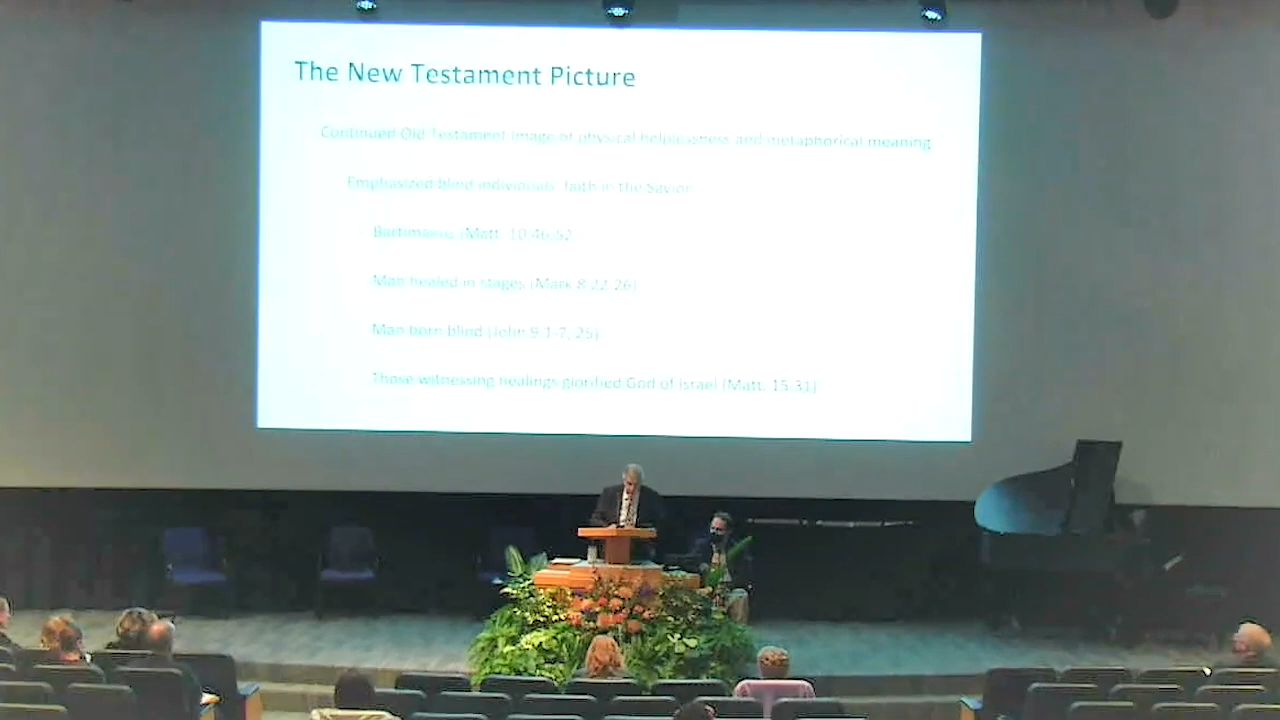 The New Testament Picture
Continued Old Testament image of physical helplessness and metaphorical meaning
Emphasized blind individuals' faith in the Savior
Bartimaeus (Matt. 10:46-52)
Man healed in stages (Mark 8:22-26)
Man born blind (John 9:1-7, 25)
Those witnessing healings glorified God of Israel (Matt. 15:31)